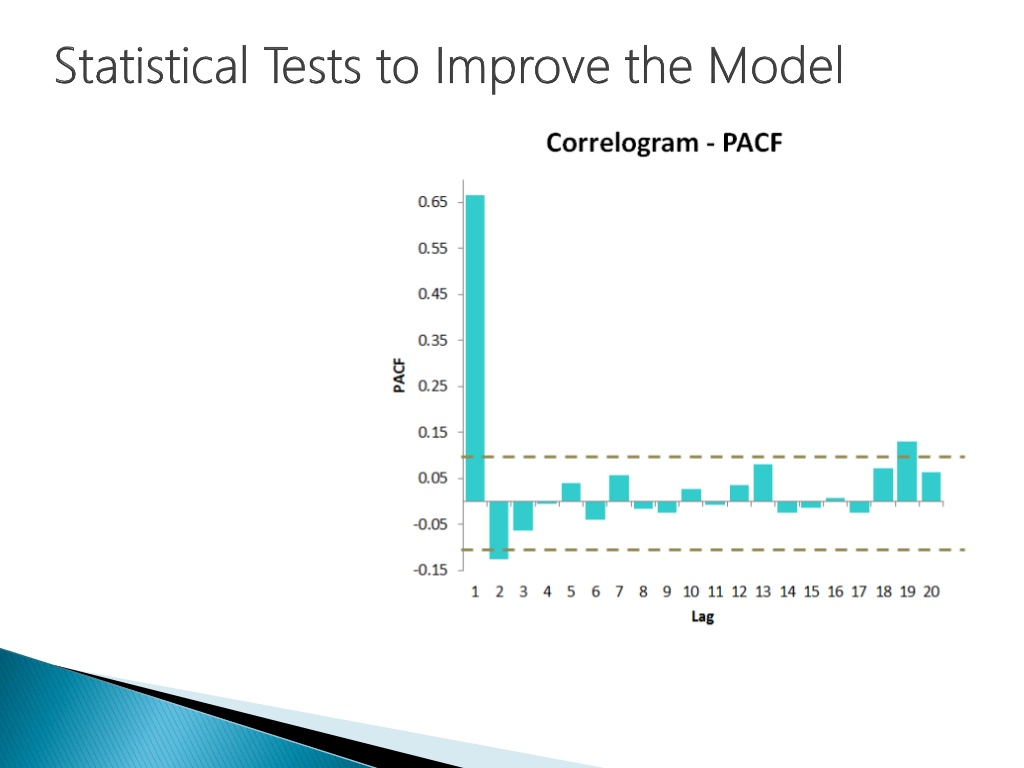 Statistical Tests to Improve the Model
Correlogram - PACF
0.65
0.55
0.45
0.35
0.25
0.15
0.05
-0.05
-0.15
PACF
1 2 3 4 5 6 7 8 9 10 11 12 13 14 15 16 17 18 19 20
Lag